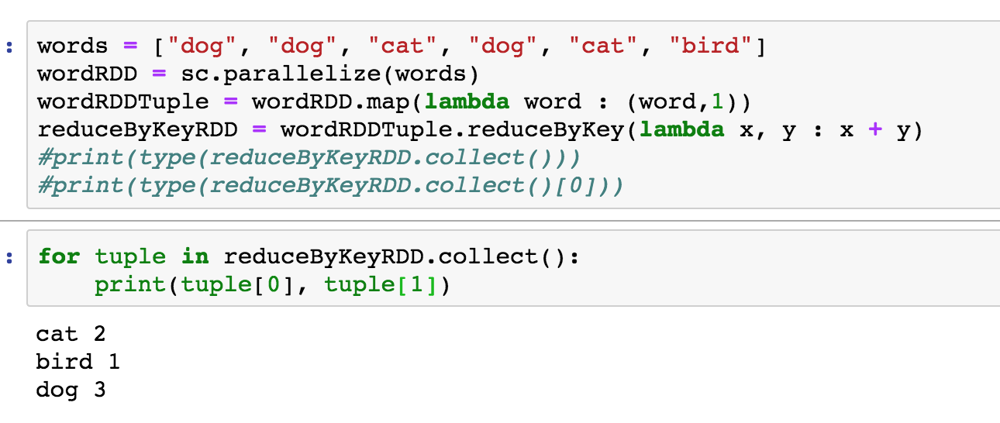 : words = ["dog", "dog", "cat", "dog", "cat", "bird"]
wordRDD = sc.parallelize(words)
wordRDDTuple = wordRDD.map(lambda word : (word,1))
reduceByKeyRDD = wordRDDTuple.reduceByKey(lambda x, y : x + y)
#print(type(reduceByKeyRDD.collect()))
#print(type(reduceByKeyRDD.collect()[0]))
: for tuple in reduceByKeyRDD.collect():
    print(tuple[0], tuple[1])
cat 2
bird 1
dog 3